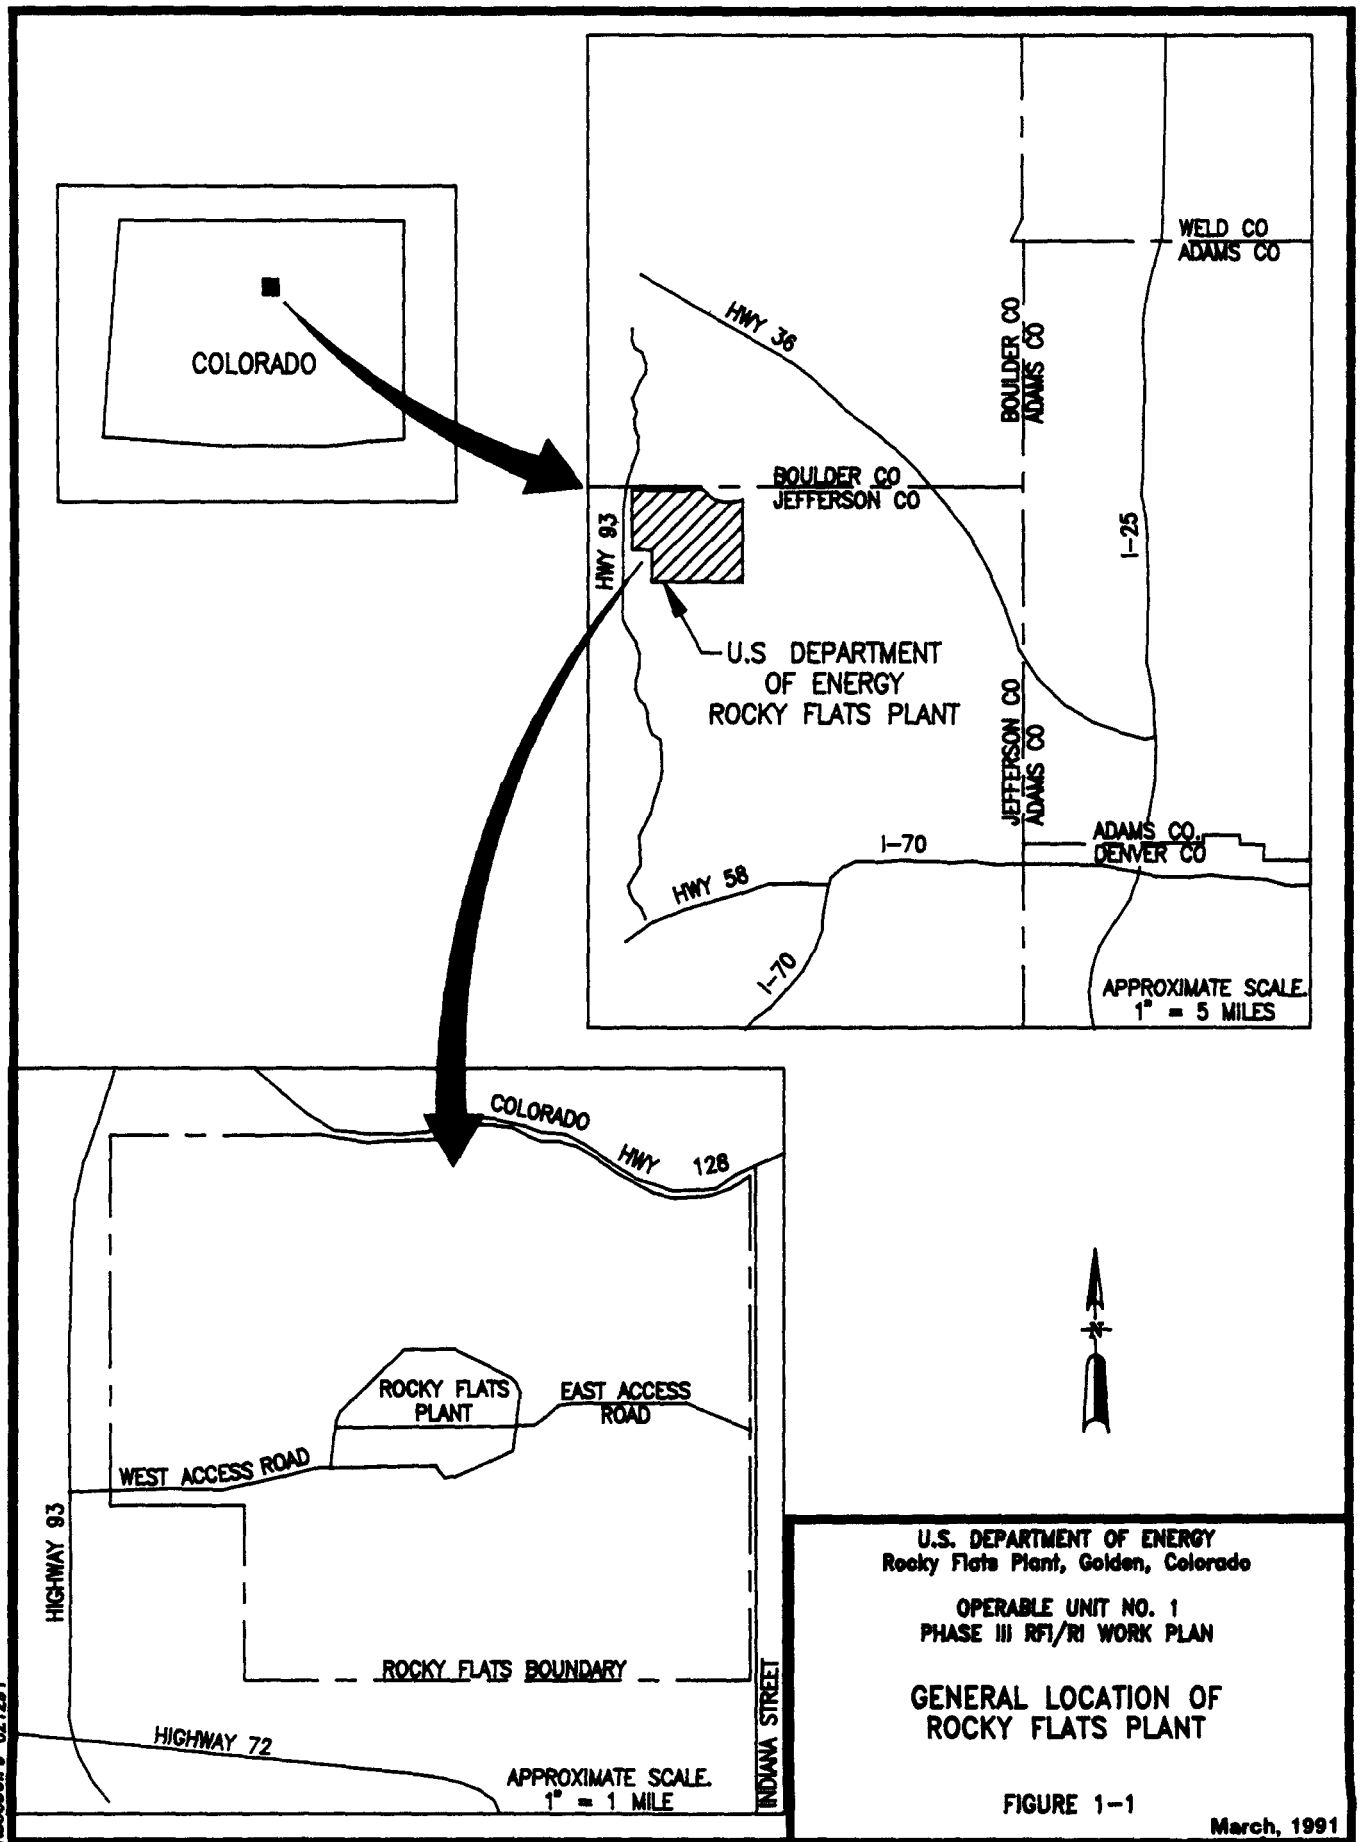 COLORADO
WELD CO
ADAMS CO
HWY 36
BOULDER CO
ADAMS CO
BOULDER CO
JEFFERSON CO
HWY 93
I-25
U.S DEPARTMENT
OF ENERGY
ROCKY FLATS PLANT
JEFFERSON CO
ADAMS CO
ADAMS CO.
DENVER CO
I-70
HWY 58
I-70
APPROXIMATE SCALE.
1" = 5 MILES
COLORADO
HWY 128
ROCKY FLATS
PLANT
EAST ACCESS
ROAD
WEST ACCESS ROAD
HIGHWAY 93
ROCKY FLATS BOUNDARY
INDIANA STREET
HIGHWAY 72
APPROXIMATE SCALE.
1" = 1 MILE
N
U.S. DEPARTMENT OF ENERGY
Rocky Flats Plant, Golden, Colorado
OPERABLE UNIT NO. 1
PHASE III RFI/RI WORK PLAN
GENERAL LOCATION OF
ROCKY FLATS PLANT
FIGURE 1-1
March, 1991